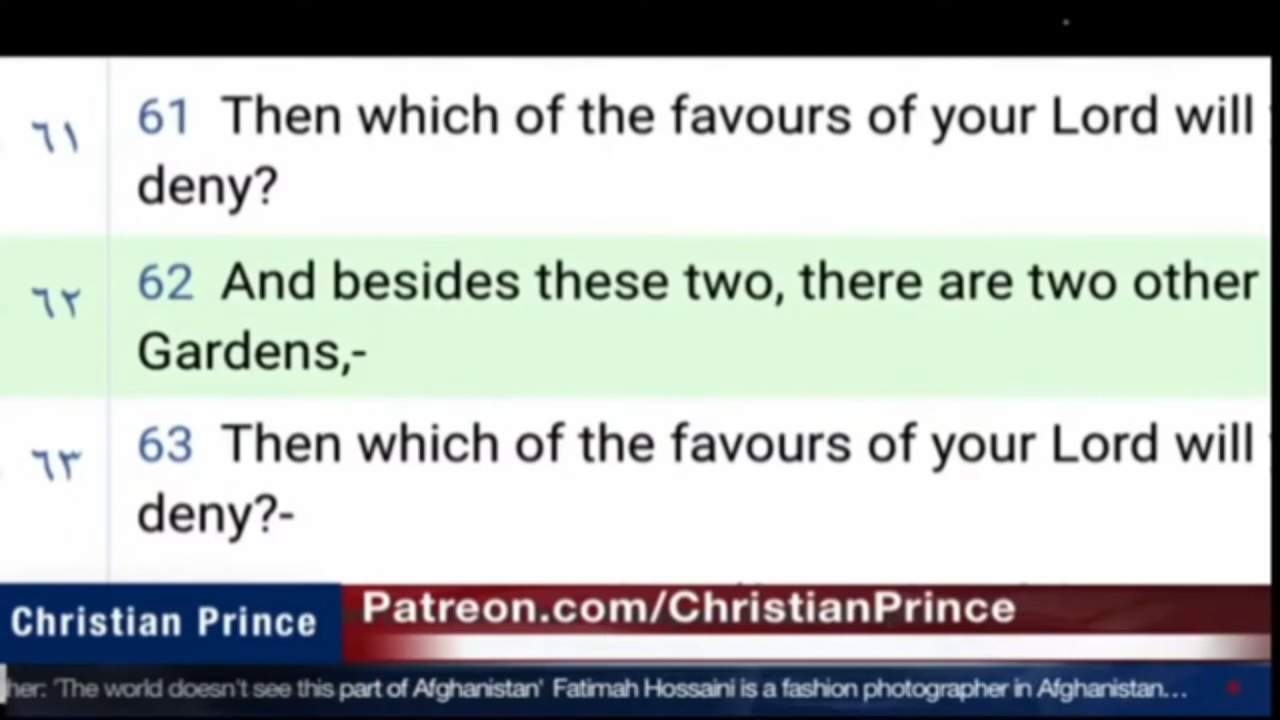 ٦١ 61 Then which of the favours of your Lord will
deny?
٦٢ 62 And besides these two, there are two other
Gardens,-
٦٣ 63 Then which of the favours of your Lord will
deny?-
Christian Prince
Patreon.com/ChristianPrince
her: 'The world doesn't see this part of Afghanistan' Fatimah Hossaini is a fashion photographer in Afghanistan...